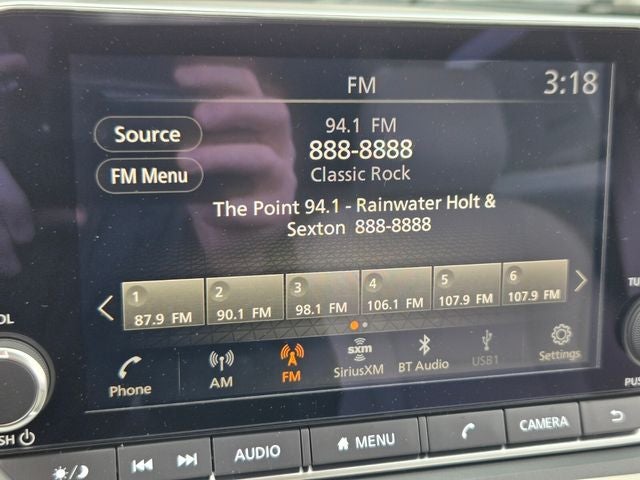 FM 3:18
Source
94.1 FM
888-8888
FM Menu
Classic Rock
The Point 94.1 - Rainwater Holt &
Sexton 888-8888
1 2 3 4 5 6
87.9 FM 90.1 FM 98.1 FM 106.1 FM 107.9 FM 107.9 FM
Phone AM FM sxm SiriusXM BT Audio USB1 Settings
AUDIO MENU CAMERA